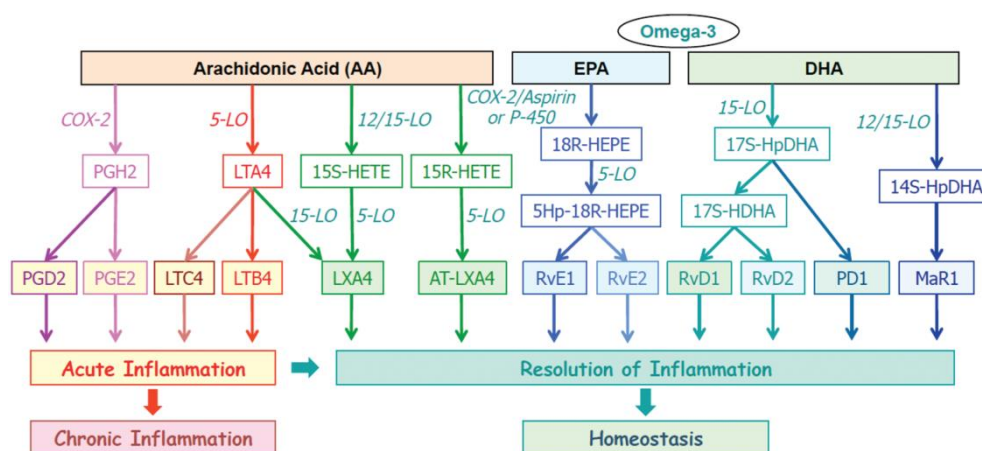 Omega-3
Arachidonic Acid (AA)
EPA
DHA
COX-2
5-LO
12/15-LO
COX-2/Aspirin
or P-450
15-LO
12/15-LO
PGH2
LTA4
15S-HETE
15R-HETE
18R-HEPE
17S-HpDHA
14S-HpDHA
15-LO
5-LO
5-LO
5-LO
5Hp-18R-HEPE
17S-HDHA
PGD2
PGE2
LTC4
LTB4
LXA4
AT-LXA4
RvE1
RvE2
RvD1
RvD2
PD1
MaR1
Acute Inflammation
Resolution of Inflammation
Chronic Inflammation
Homeostasis